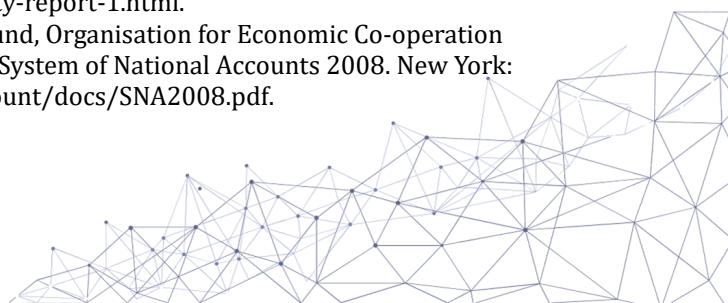 ty-report-1.html.
und, Organisation for Economic Co-operation
System of National Accounts 2008. New York:
ount/docs/SNA2008.pdf.